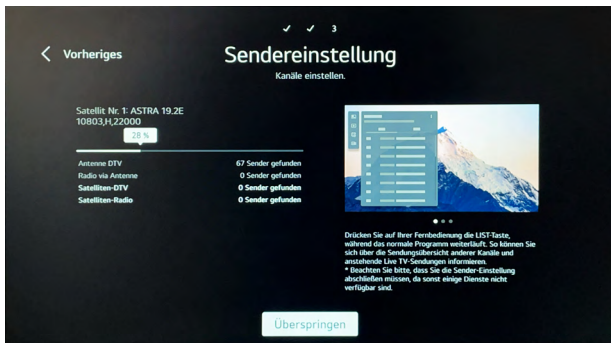 3
Vorheriges
Sendereinstellung
Kanäle einstellen.
Satellit Nr. 1: ASTRA 19.2E
10803,H,22000
28 %
Antenne DTV 67 Sender gefunden
Radio via Antenne 0 Sender gefunden
Satelliten-DTV 0 Sender gefunden
Satelliten-Radio 0 Sender gefunden
Drücken Sie auf Ihrer Fernbedienung die LIST-Taste,
während das normale Programm weiterläuft. So können Sie
sich über die Sendungsübersicht anderer Kanäle und
anstehende Live TV-Sendungen informieren.
* Beachten Sie bitte, dass Sie die Sender-Einstellung
abschließen müssen, da sonst einige Dienste nicht
verfügbar sind.
Überspringen